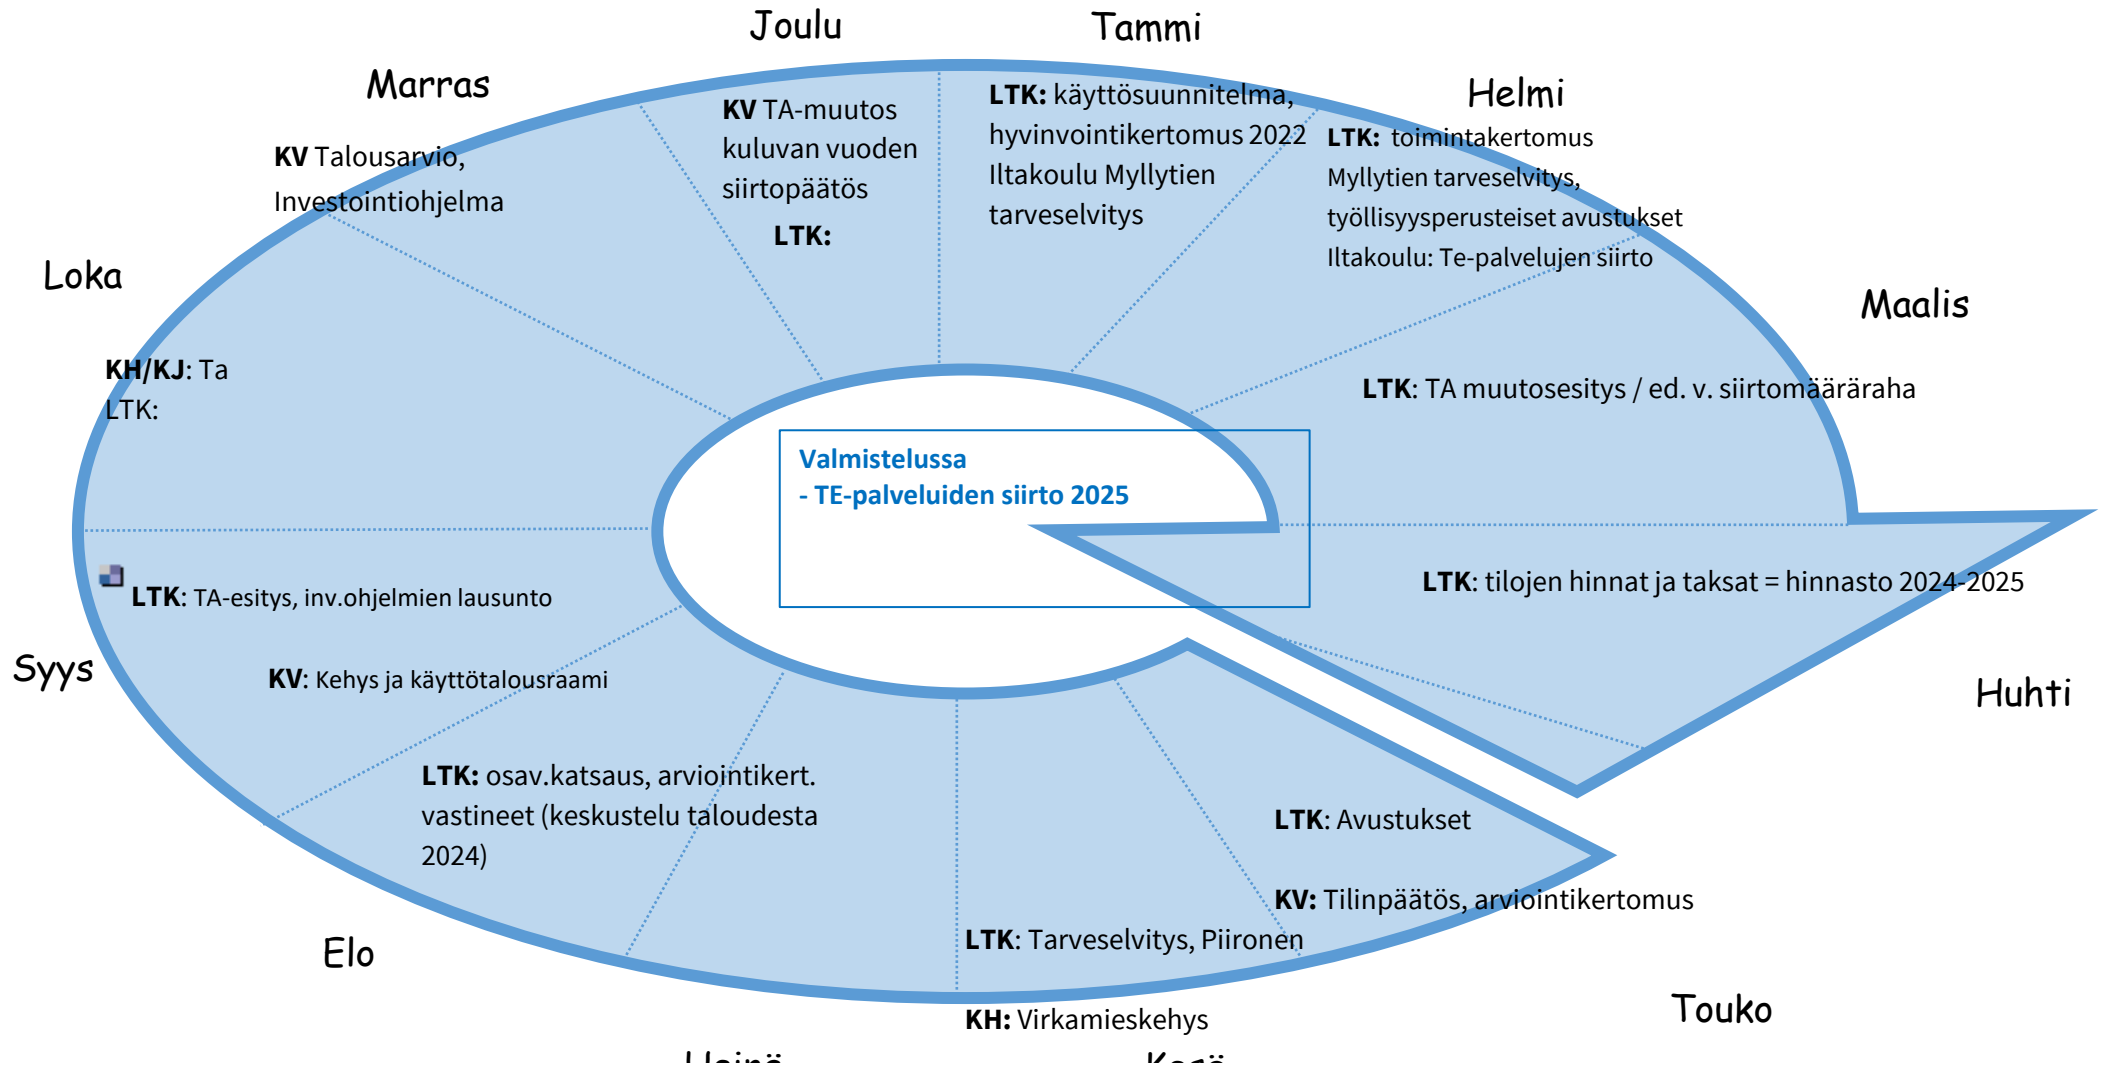 Joulu
Tammi
Marras
Helmi
KV Talousarvio,
Investointiohjelma
KV TA-muutos
kuluvan vuoden
siirtopäätös
LTK:
LTK: käyttösuunnitelma,
hyvinvointikertomus 2022
Iltakoulu Myllytien
tarveselvitys
LTK: toimintakertomus
Myllytien tarveselvitys,
työllisyysperusteiset avustukset
Iltakoulu: Te-palvelujen siirto
Loka
Maalis
KH/KJ: Ta
LTK:
LTK: TA muutosesitys / ed. v. siirtomääräraha
Valmistelussa
- TE-palveluiden siirto 2025
LTK: TA-esitys, inv.ohjelmien lausunto
LTK: tilojen hinnat ja taksat = hinnasto 2024-2025
Syys
KV: Kehys ja käyttötalousraami
Huhti
LTK: osav.katsaus, arviointikert.
vastineet (keskustelu taloudesta
2024)
LTK: Avustukset
KV: Tilinpäätös, arviointikertomus
LTK: Tarveselvitys, Piironen
Elo
Touko
KH: Virkamieskehys
Heinä
Kesä